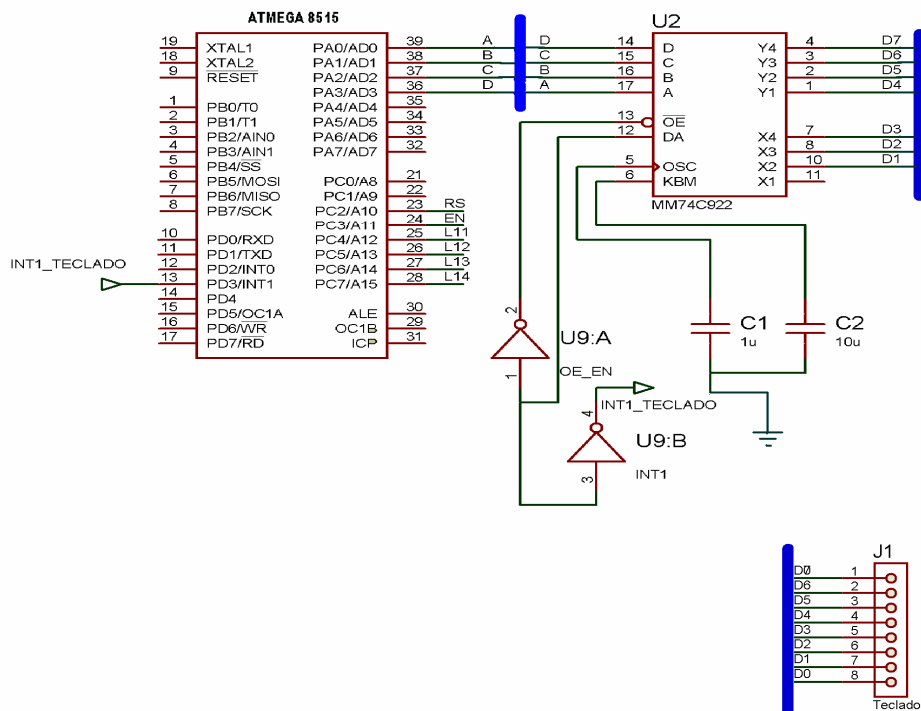 ATMEGA 8515
19 XTAL1 PA0/AD0 39 A D 14 D Y4 4 D7
18 XTAL2 PA1/AD1 38 B C 15 C Y3 3 D6
9 RESET PA2/AD2 37 C B 16 B Y2 2 D5
PA3/AD3 36 D A 17 A Y1 1 D4
1 PB0/T0 PA4/AD4 35
2 PB1/T1 PA5/AD5 34 13 OE
3 PB2/AIN0 PA6/AD6 33 12 DA X4 7 D3
4 PB3/AIN1 PA7/AD7 32 X3 8 D2
5 PB4/SS 5 OSC X2 10 D1
6 PB5/MOSI PC0/A8 21 6 KBM X1 11
7 PB6/MISO PC1/A9 22
8 PB7/SCK PC2/A10 23 RS
PC3/A11 24 EN
10 PD0/RXD PC4/A12 25 L11
11 PD1/TXD PC5/A13 26 L12
12 PD2/INT0 PC6/A14 27 L13
13 PD3/INT1 PC7/A15 28 L14
14 PD4
15 PD5/OC1A ALE 30
16 PD6/WR OC1B 29
17 PD7/RD ICP 31
INT1_TECLADO
U2
MM74C922
2
U9:A
1
OE_EN
C1
1u
C2
10u
INT1_TECLADO
4
U9:B
3
INT1
J1
D0 1
D6 2
D5 3
D4 4
D3 5
D2 6
D1 7
D0 8
Teclado